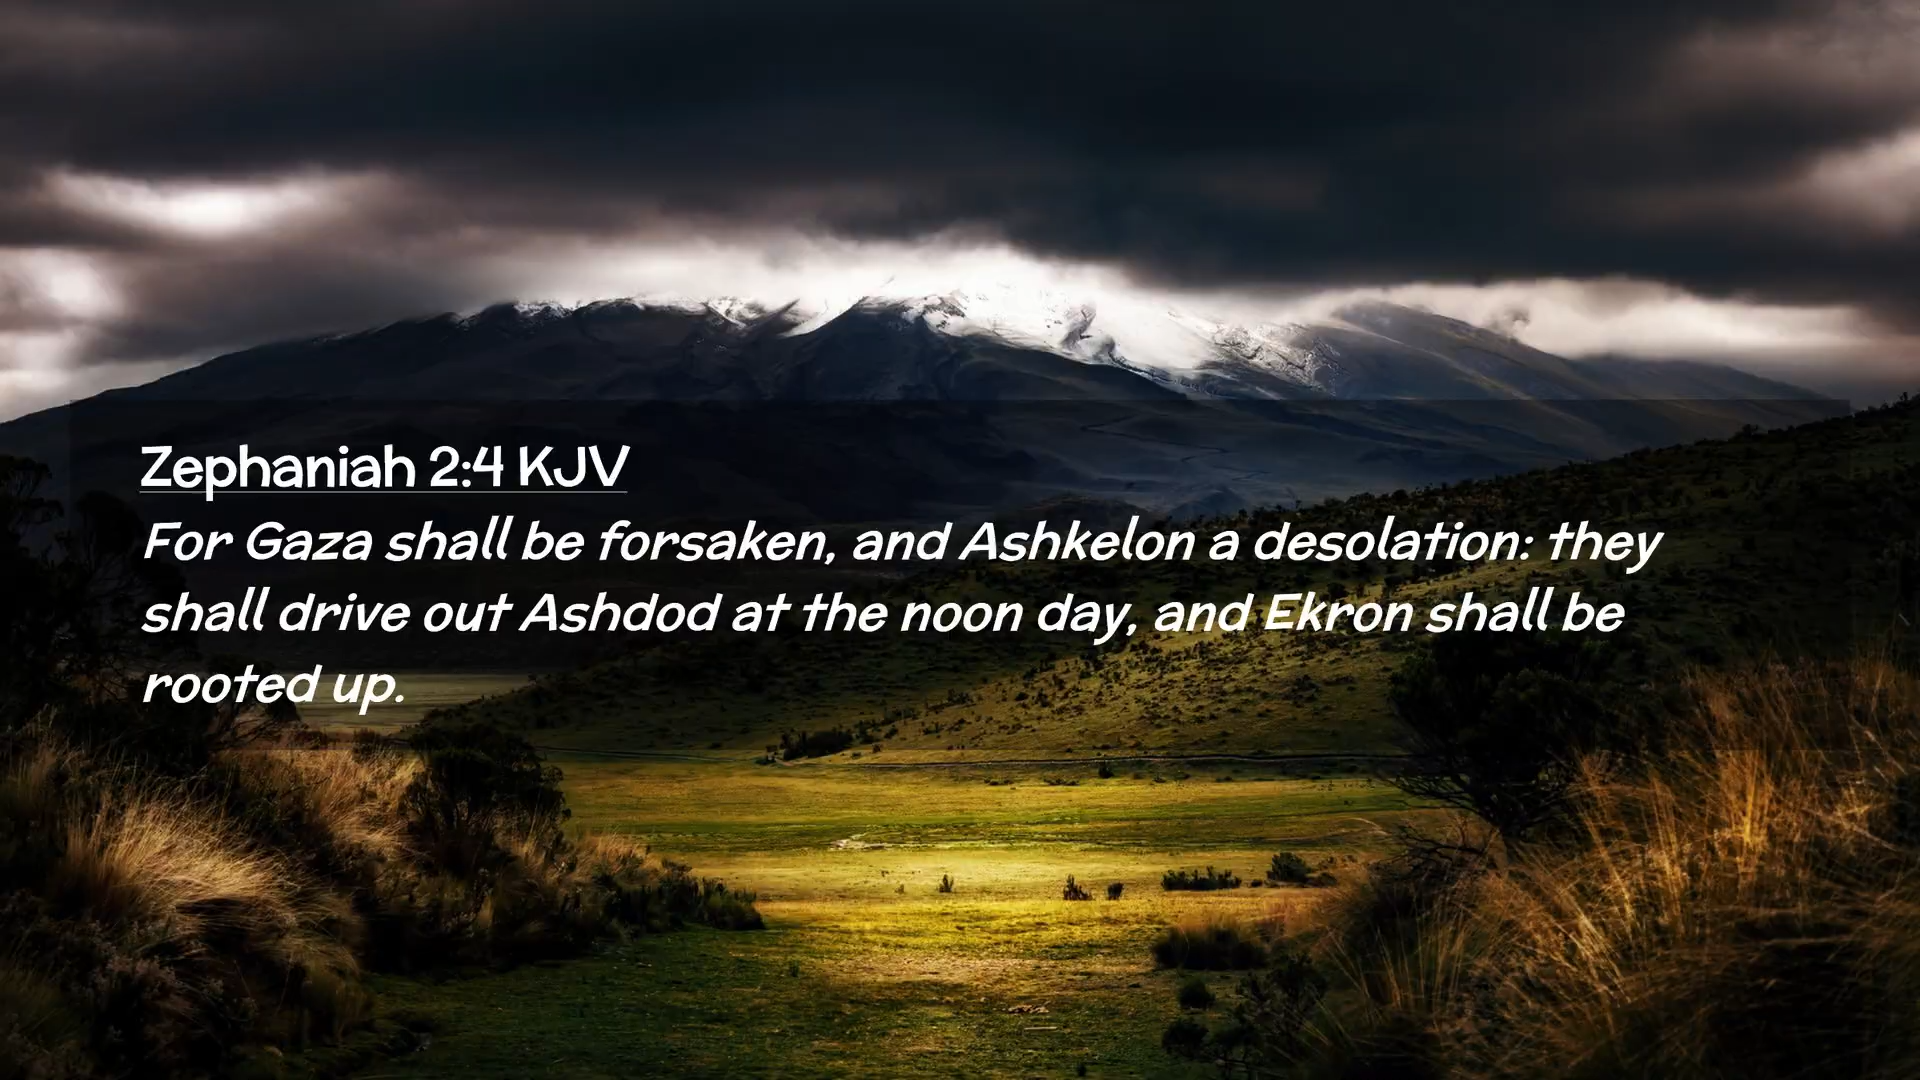 Zephaniah 2:4 KJV
For Gaza shall be forsaken, and Ashkelon a desolation: they
shall drive out Ashdod at the noon day, and Ekron shall be
rooted up.